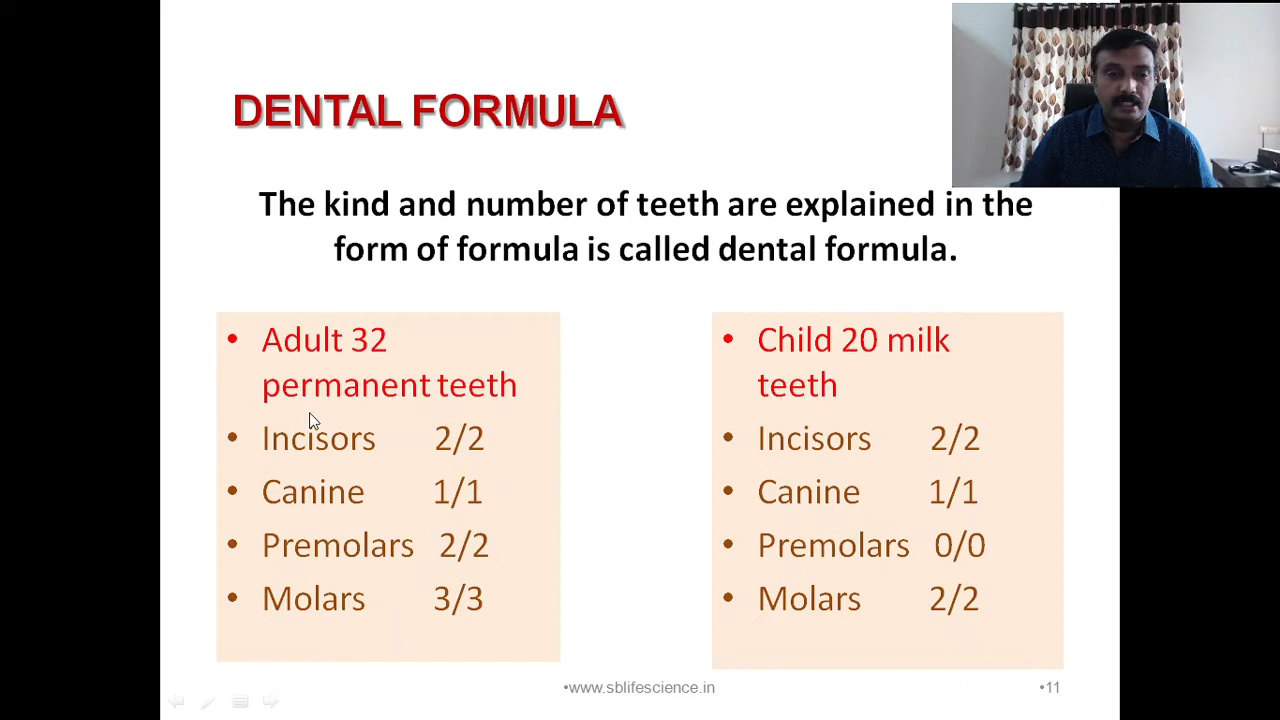 DENTAL FORMULA
The kind and number of teeth are explained in the
form of formula is called dental formula.
• Adult 32
permanent teeth
• Incisors 2/2
• Canine 1/1
• Premolars 2/2
• Molars 3/3
• Child 20 milk
teeth
• Incisors 2/2
• Canine 1/1
• Premolars 0/0
• Molars 2/2
•www.sblifescience.in
•11